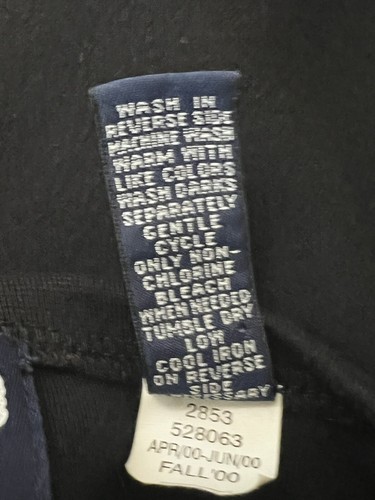 WASH IN
REVERSE SIDE
MACHINE WASH
WARM WITH
LIKE COLORS
WASH DARKS
SEPARATELY
GENTLE
CYCLE
ONLY NON-
CHLORINE
BLEACH
WHEN NEEDED
TUMBLE DRY
LOW
COOL IRON
ON REVERSE
SIDE
2853
528063
APR/00-JUN/00
FALL'00